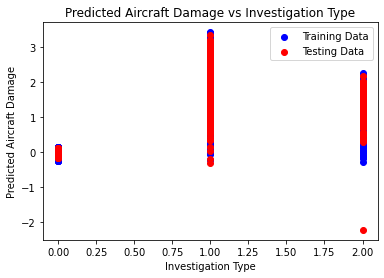 Predicted Aircraft Damage vs Investigation Type
Training Data
Testing Data
Predicted Aircraft Damage
3
2
1
0
−1
−2
0.00 0.25 0.50 0.75 1.00 1.25 1.50 1.75 2.00
Investigation Type